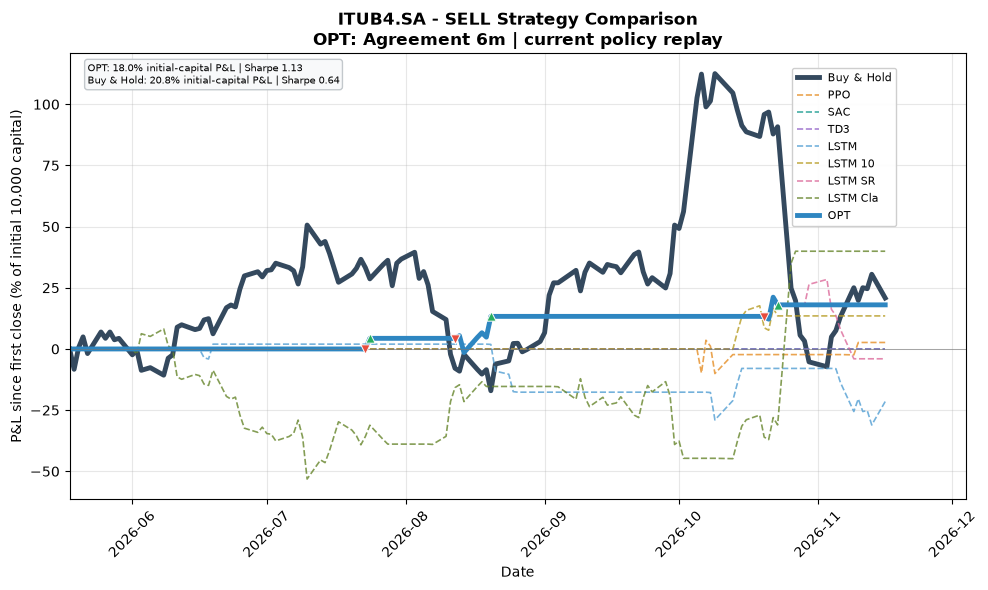 ITUB4.SA - SELL Strategy Comparison
OPT: Agreement 6m | current policy replay
OPT: 18.0% initial-capital P&L | Sharpe 1.13
Buy & Hold: 20.8% initial-capital P&L | Sharpe 0.64
Buy & Hold
PPO
SAC
TD3
LSTM
LSTM 10
LSTM SR
LSTM Cla
OPT
P&L since first close (% of initial 10,000 capital)
100
75
50
25
0
−25
−50
2026-06
2026-07
2026-08
2026-09
2026-10
2026-11
2026-12
Date